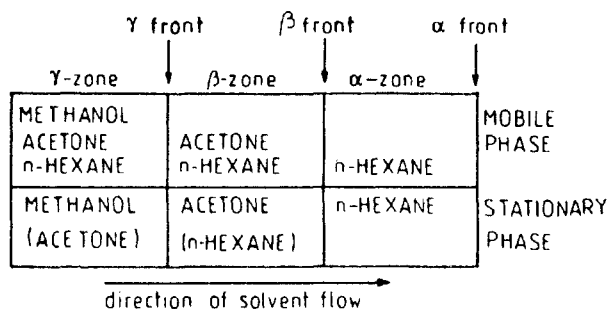 γ front β front α front
γ-zone β-zone α-zone
METHANOL
ACETONE ACETONE
n-HEXANE n-HEXANE n-HEXANE
MOBILE
PHASE
METHANOL ACETONE n-HEXANE
(ACETONE) (n-HEXANE)
STATIONARY
PHASE
direction of solvent flow